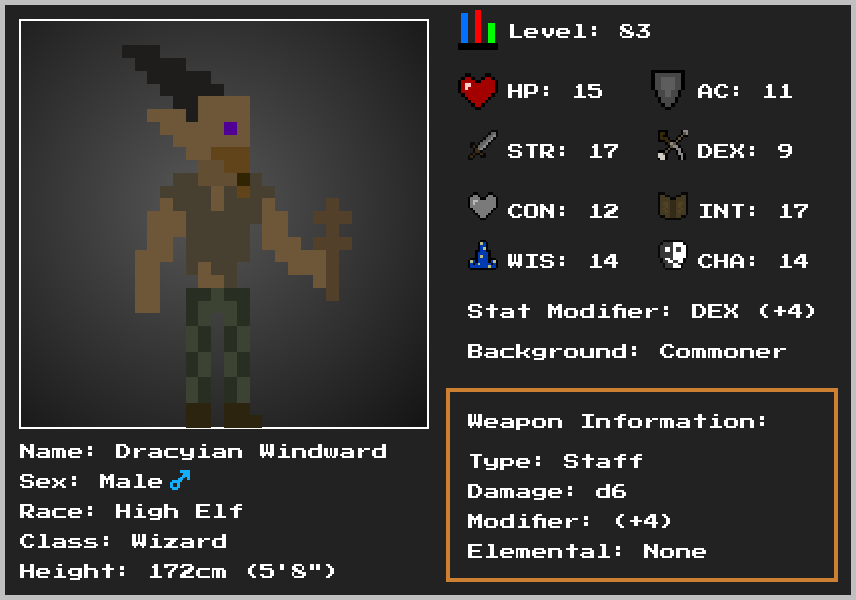 Level: 83
HP: 15
AC: 11
STR: 17
DEX: 9
CON: 12
INT: 17
WIS: 14
CHA: 14
Stat Modifier: DEX (+4)
Background: Commoner
Weapon Information:
Type: Staff
Damage: d6
Modifier: (+4)
Elemental: None
Name: Dracyian Windward
Sex: Male♂
Race: High Elf
Class: Wizard
Height: 172cm (5'8")